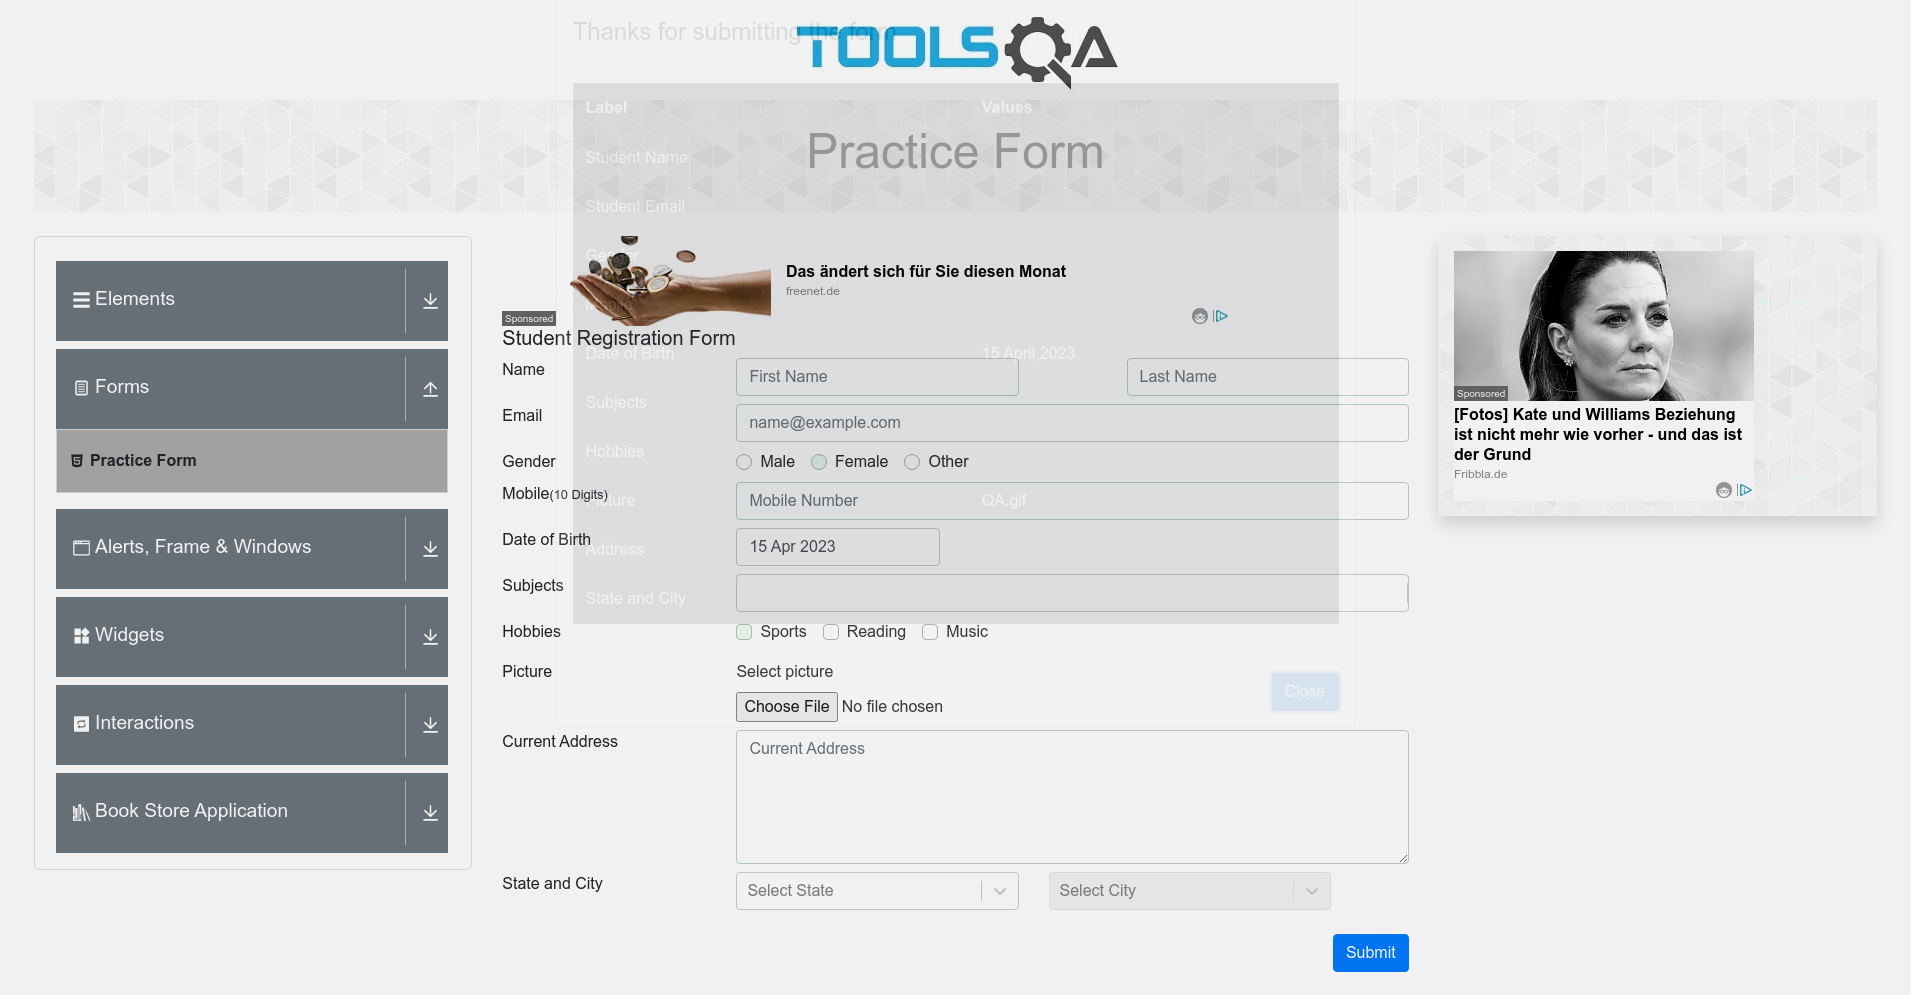 Thanks for submitting the form
TOOLSQA
Label Values
Practice Form
Student Name
Student Email
Gender
Mobile
Das ändert sich für Sie diesen Monat
freenet.de
Sponsored
Elements
Forms
Practice Form
Alerts, Frame & Windows
Widgets
Interactions
Book Store Application
Student Registration Form
Date of Birth 15 April,2023
Name First Name Last Name
Subjects
Email name@example.com
Hobbies
Gender Male Female Other
Mobile(10 Digits) Mobile Number
Picture QA.gif
Date of Birth 15 Apr 2023
Address
Subjects
State and City
Hobbies Sports Reading Music
Picture Select picture
Close
Choose File No file chosen
Current Address Current Address
State and City Select State Select City
Submit
Sponsored
[Fotos] Kate und Williams Beziehung
ist nicht mehr wie vorher - und das ist
der Grund
Fribbla.de